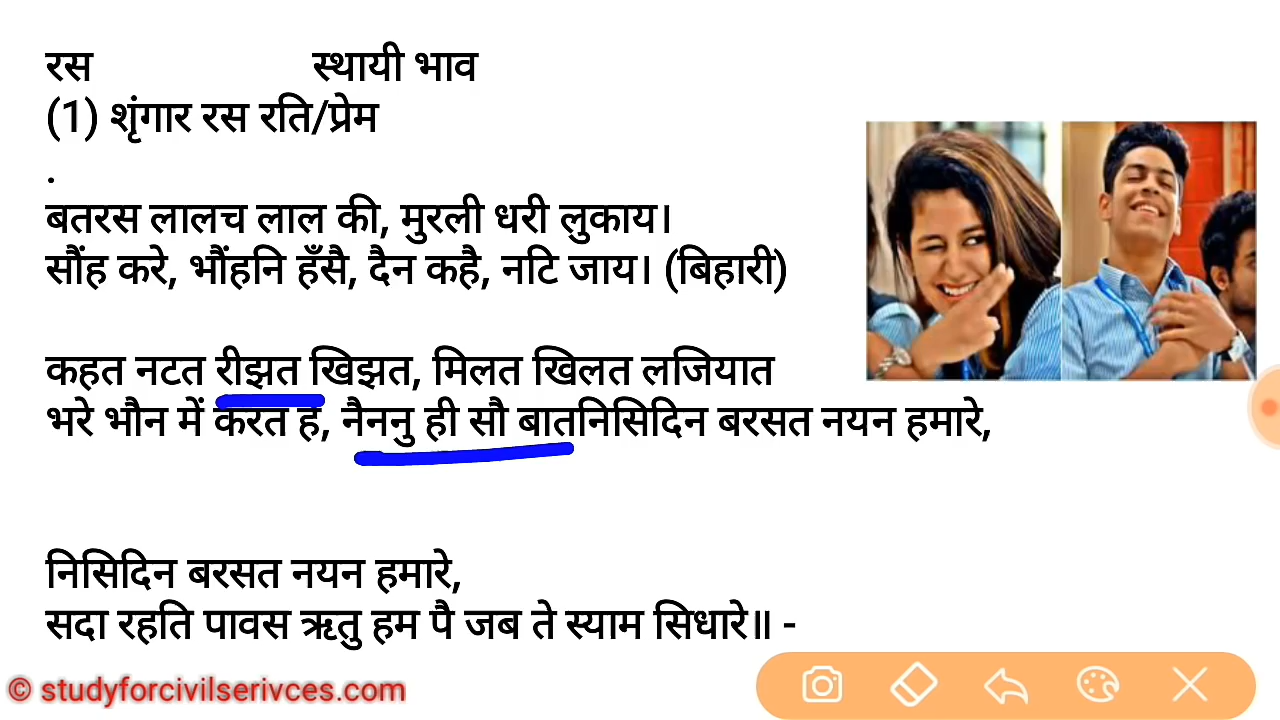 रस स्थायी भाव
(1) शृंगार रस रति/प्रेम
.
बतरस लालच लाल की, मुरली धरी लुकाय।
सौंह करे, भौंहनि हँसै, दैन कहै, नटि जाय। (बिहारी)
कहत नटत रीझत खिझत, मिलत खिलत लजियात
भरे भौन में करत है, नैननु ही सौ बातनिसिदिन बरसत नयन हमारे,
निसिदिन बरसत नयन हमारे,
सदा रहति पावस ऋतु हम पै जब ते स्याम सिधारे॥ -
© studyforcivilserivces.com